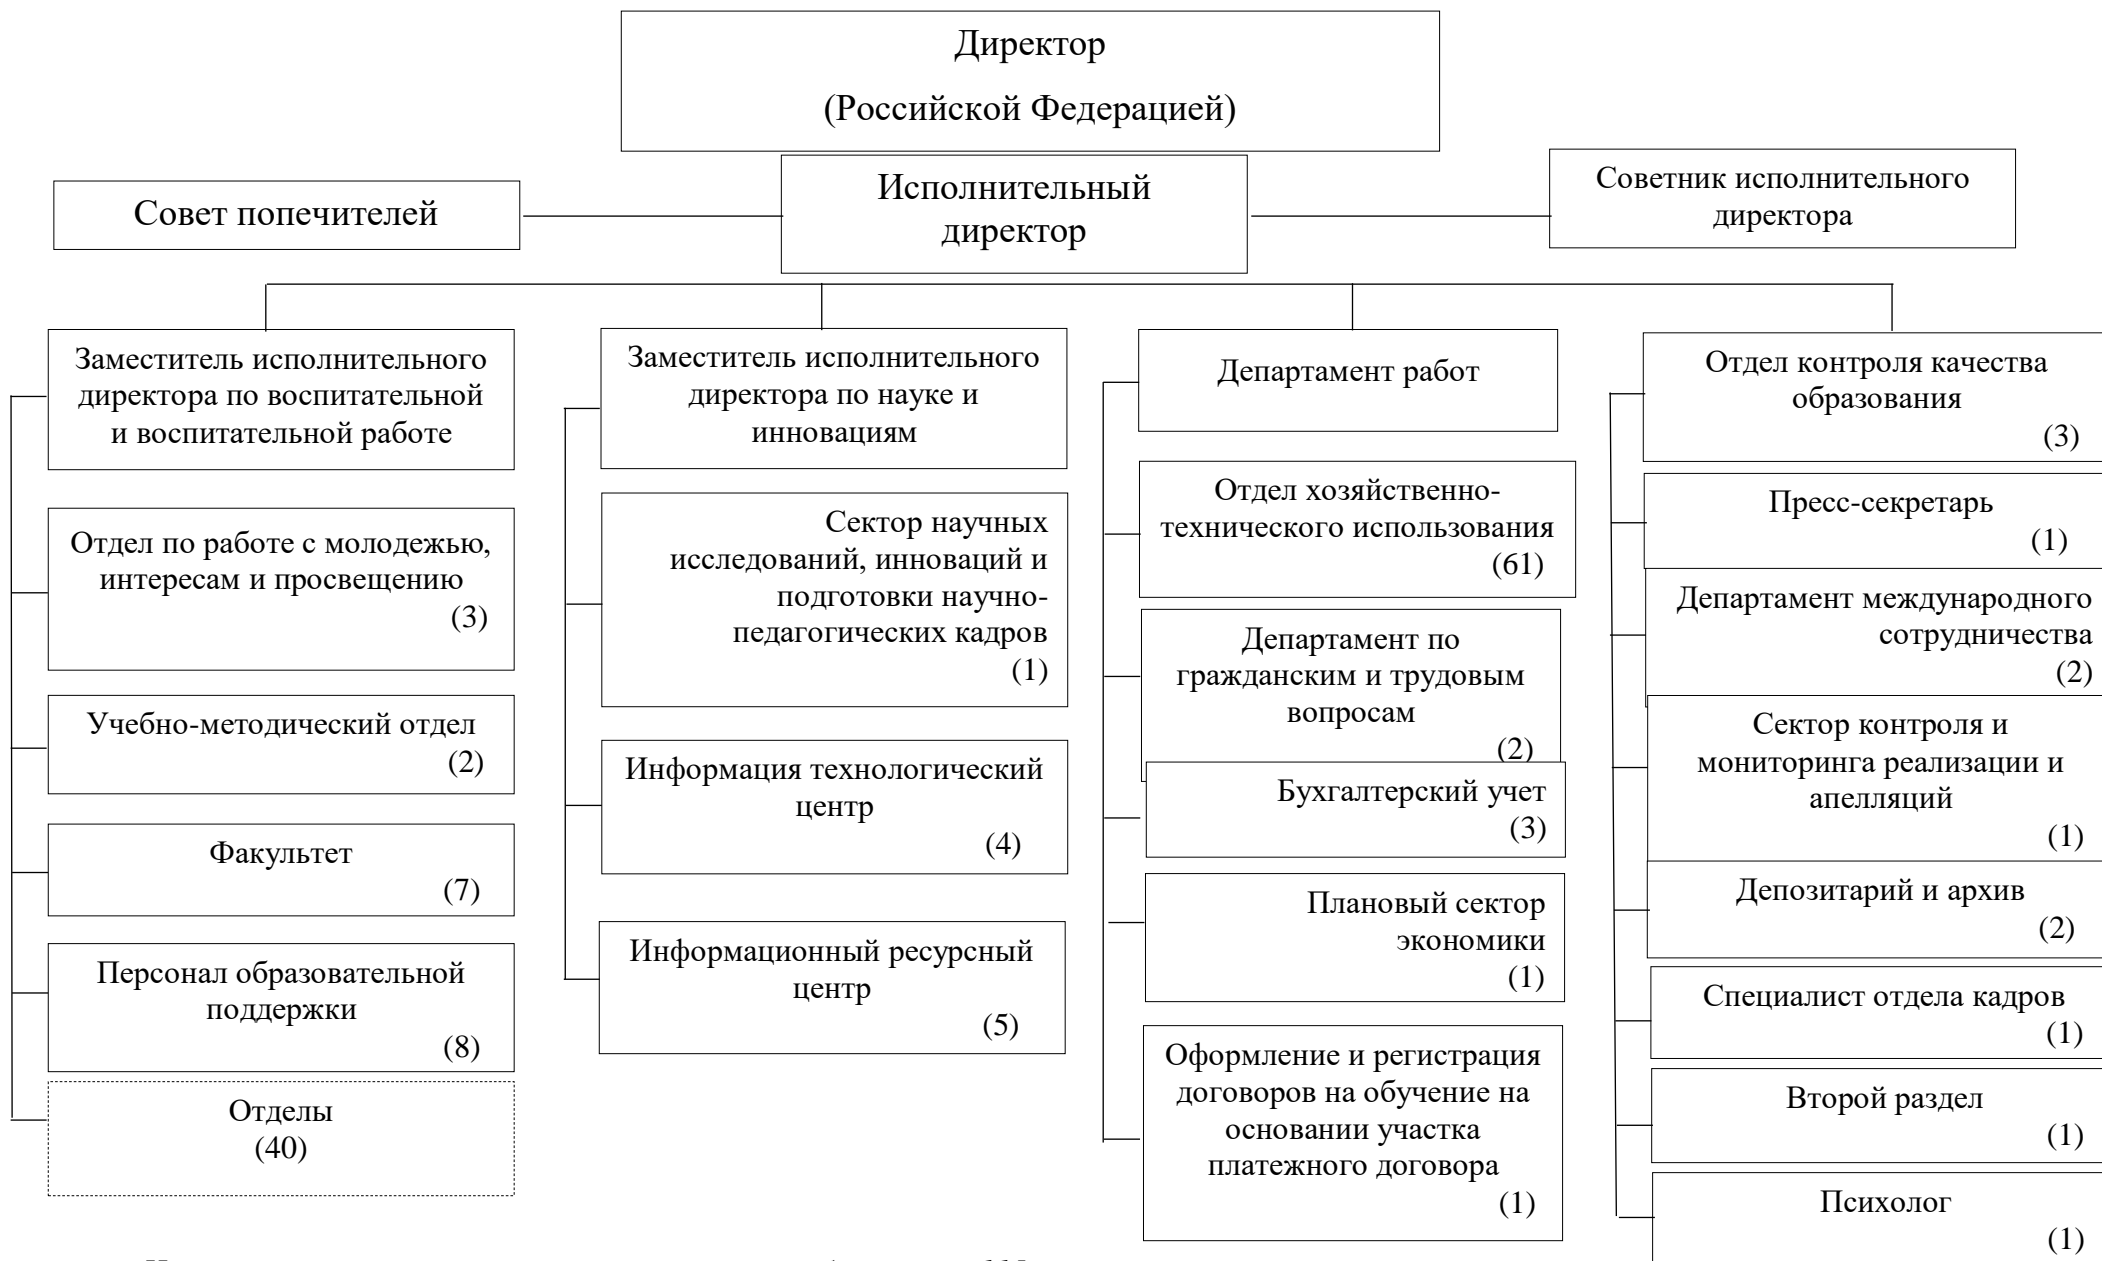 Директор
(Российской Федерацией)
Совет попечителей
Исполнительный
директор
Советник исполнительного
директора
Заместитель исполнительного
директора по воспитательной
и воспитательной работе
Отдел по работе с молодежью,
интересам и просвещению
(3)
Учебно-методический отдел
(2)
Факультет
(7)
Персонал образовательной
поддержки
(8)
Отделы
(40)
Заместитель исполнительного
директора по науке и
инновациям
Сектор научных
исследований, инноваций и
подготовки научно-
педагогических кадров
(1)
Информация технологический
центр
(4)
Информационный ресурсный
центр
(5)
Департамент работ
Отдел хозяйственно-
технического использования
(61)
Департамент по
гражданским и трудовым
вопросам
(2)
Бухгалтерский учет
(3)
Плановый сектор
экономики
(1)
Оформление и регистрация
договоров на обучение на
основании участка
платежного договора
(1)
Отдел контроля качества
образования
(3)
Пресс-секретарь
(1)
Департамент международного
сотрудничества
(2)
Сектор контроля и
мониторинга реализации и
апелляций
(1)
Депозитарий и архив
(2)
Специалист отдела кадров
(1)
Второй раздел
(1)
Психолог
(1)